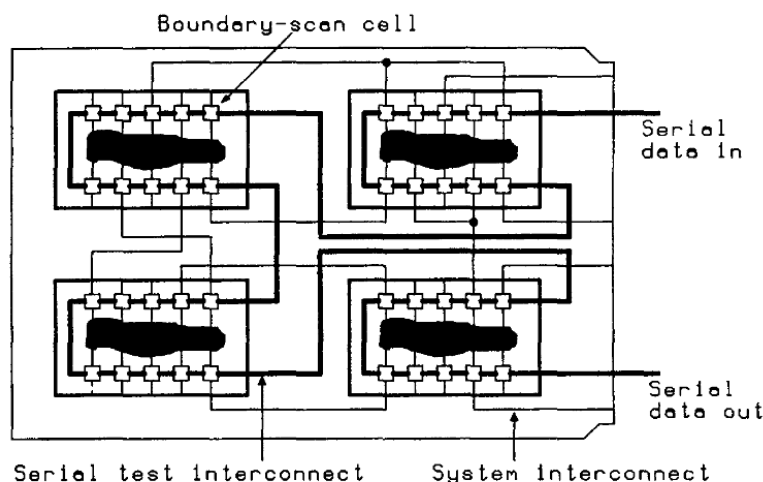 Boundary-scan cell
Serial
data in
Serial
data out
Serial test interconnect
System interconnect